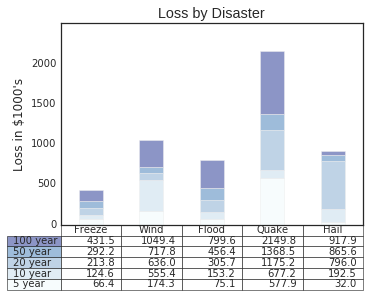 Loss by Disaster
Loss in $1000's
2000
1500
1000
500
0
Freeze Wind Flood Quake Hail
100 year 431.5 1049.4 799.6 2149.8 917.9
50 year 292.2 717.8 456.4 1368.5 865.6
20 year 213.8 636.0 305.7 1175.2 796.0
10 year 124.6 555.4 153.2 677.2 192.5
5 year 66.4 174.3 75.1 577.9 32.0